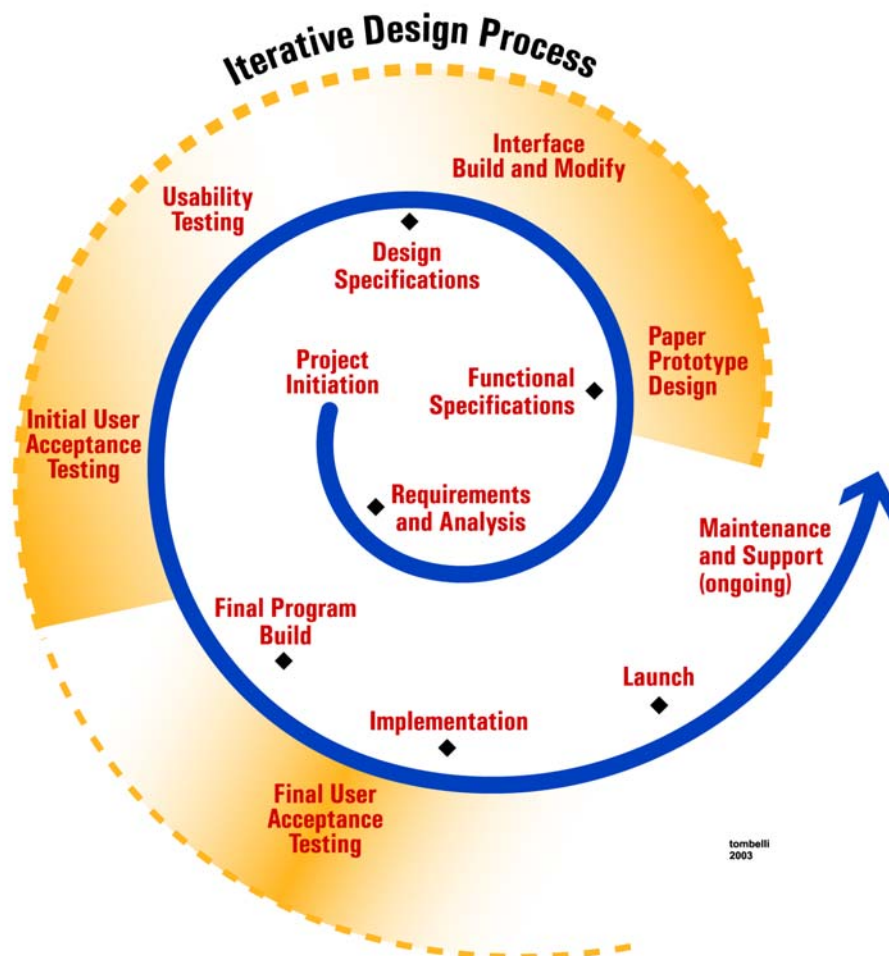 Iterative Design Process
Interface
Build and Modify
Usability
Testing
Design
Specifications
Paper
Prototype
Design
Project
Initiation
Functional
Specifications
Initial User
Acceptance
Testing
Requirements
and Analysis
Maintenance
and Support
(ongoing)
Final Program
Build
Launch
Implementation
Final User
Acceptance
Testing
tombelli
2003